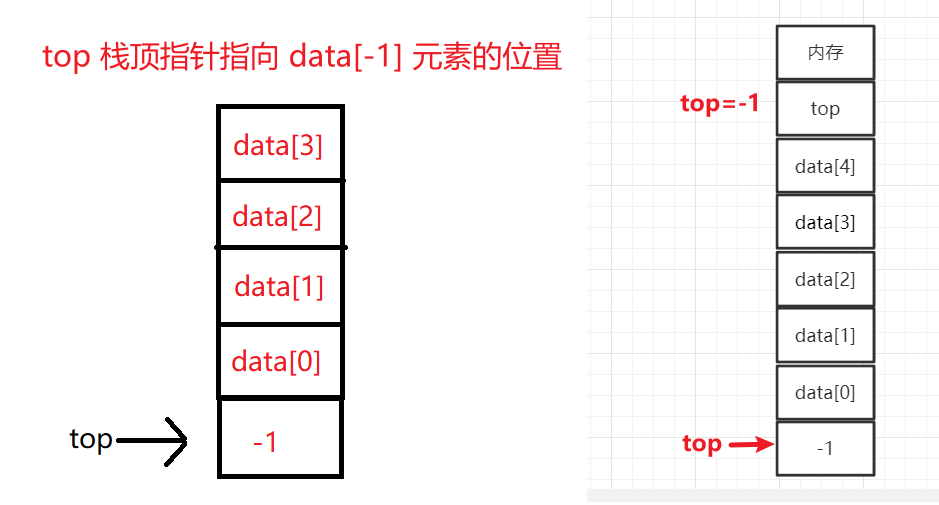 top 栈顶指针指向 data[-1] 元素的位置
data[3]
data[2]
data[1]
data[0]
top
-1
内存
top=-1
top
data[4]
data[3]
data[2]
data[1]
data[0]
top
-1